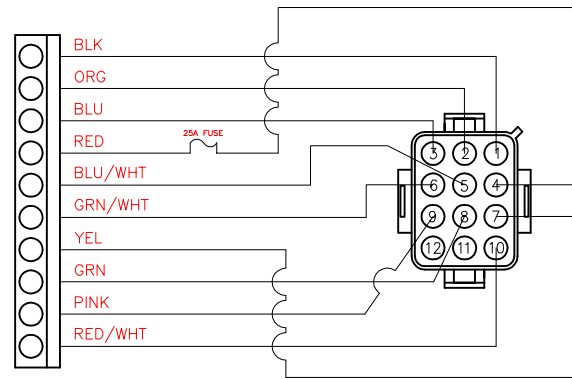 BLK
ORG
BLU
RED
25A FUSE
BLU/WHT
GRN/WHT
YEL
GRN
PINK
RED/WHT
3 2 1
6 5 4
9 8 7
12 11 10